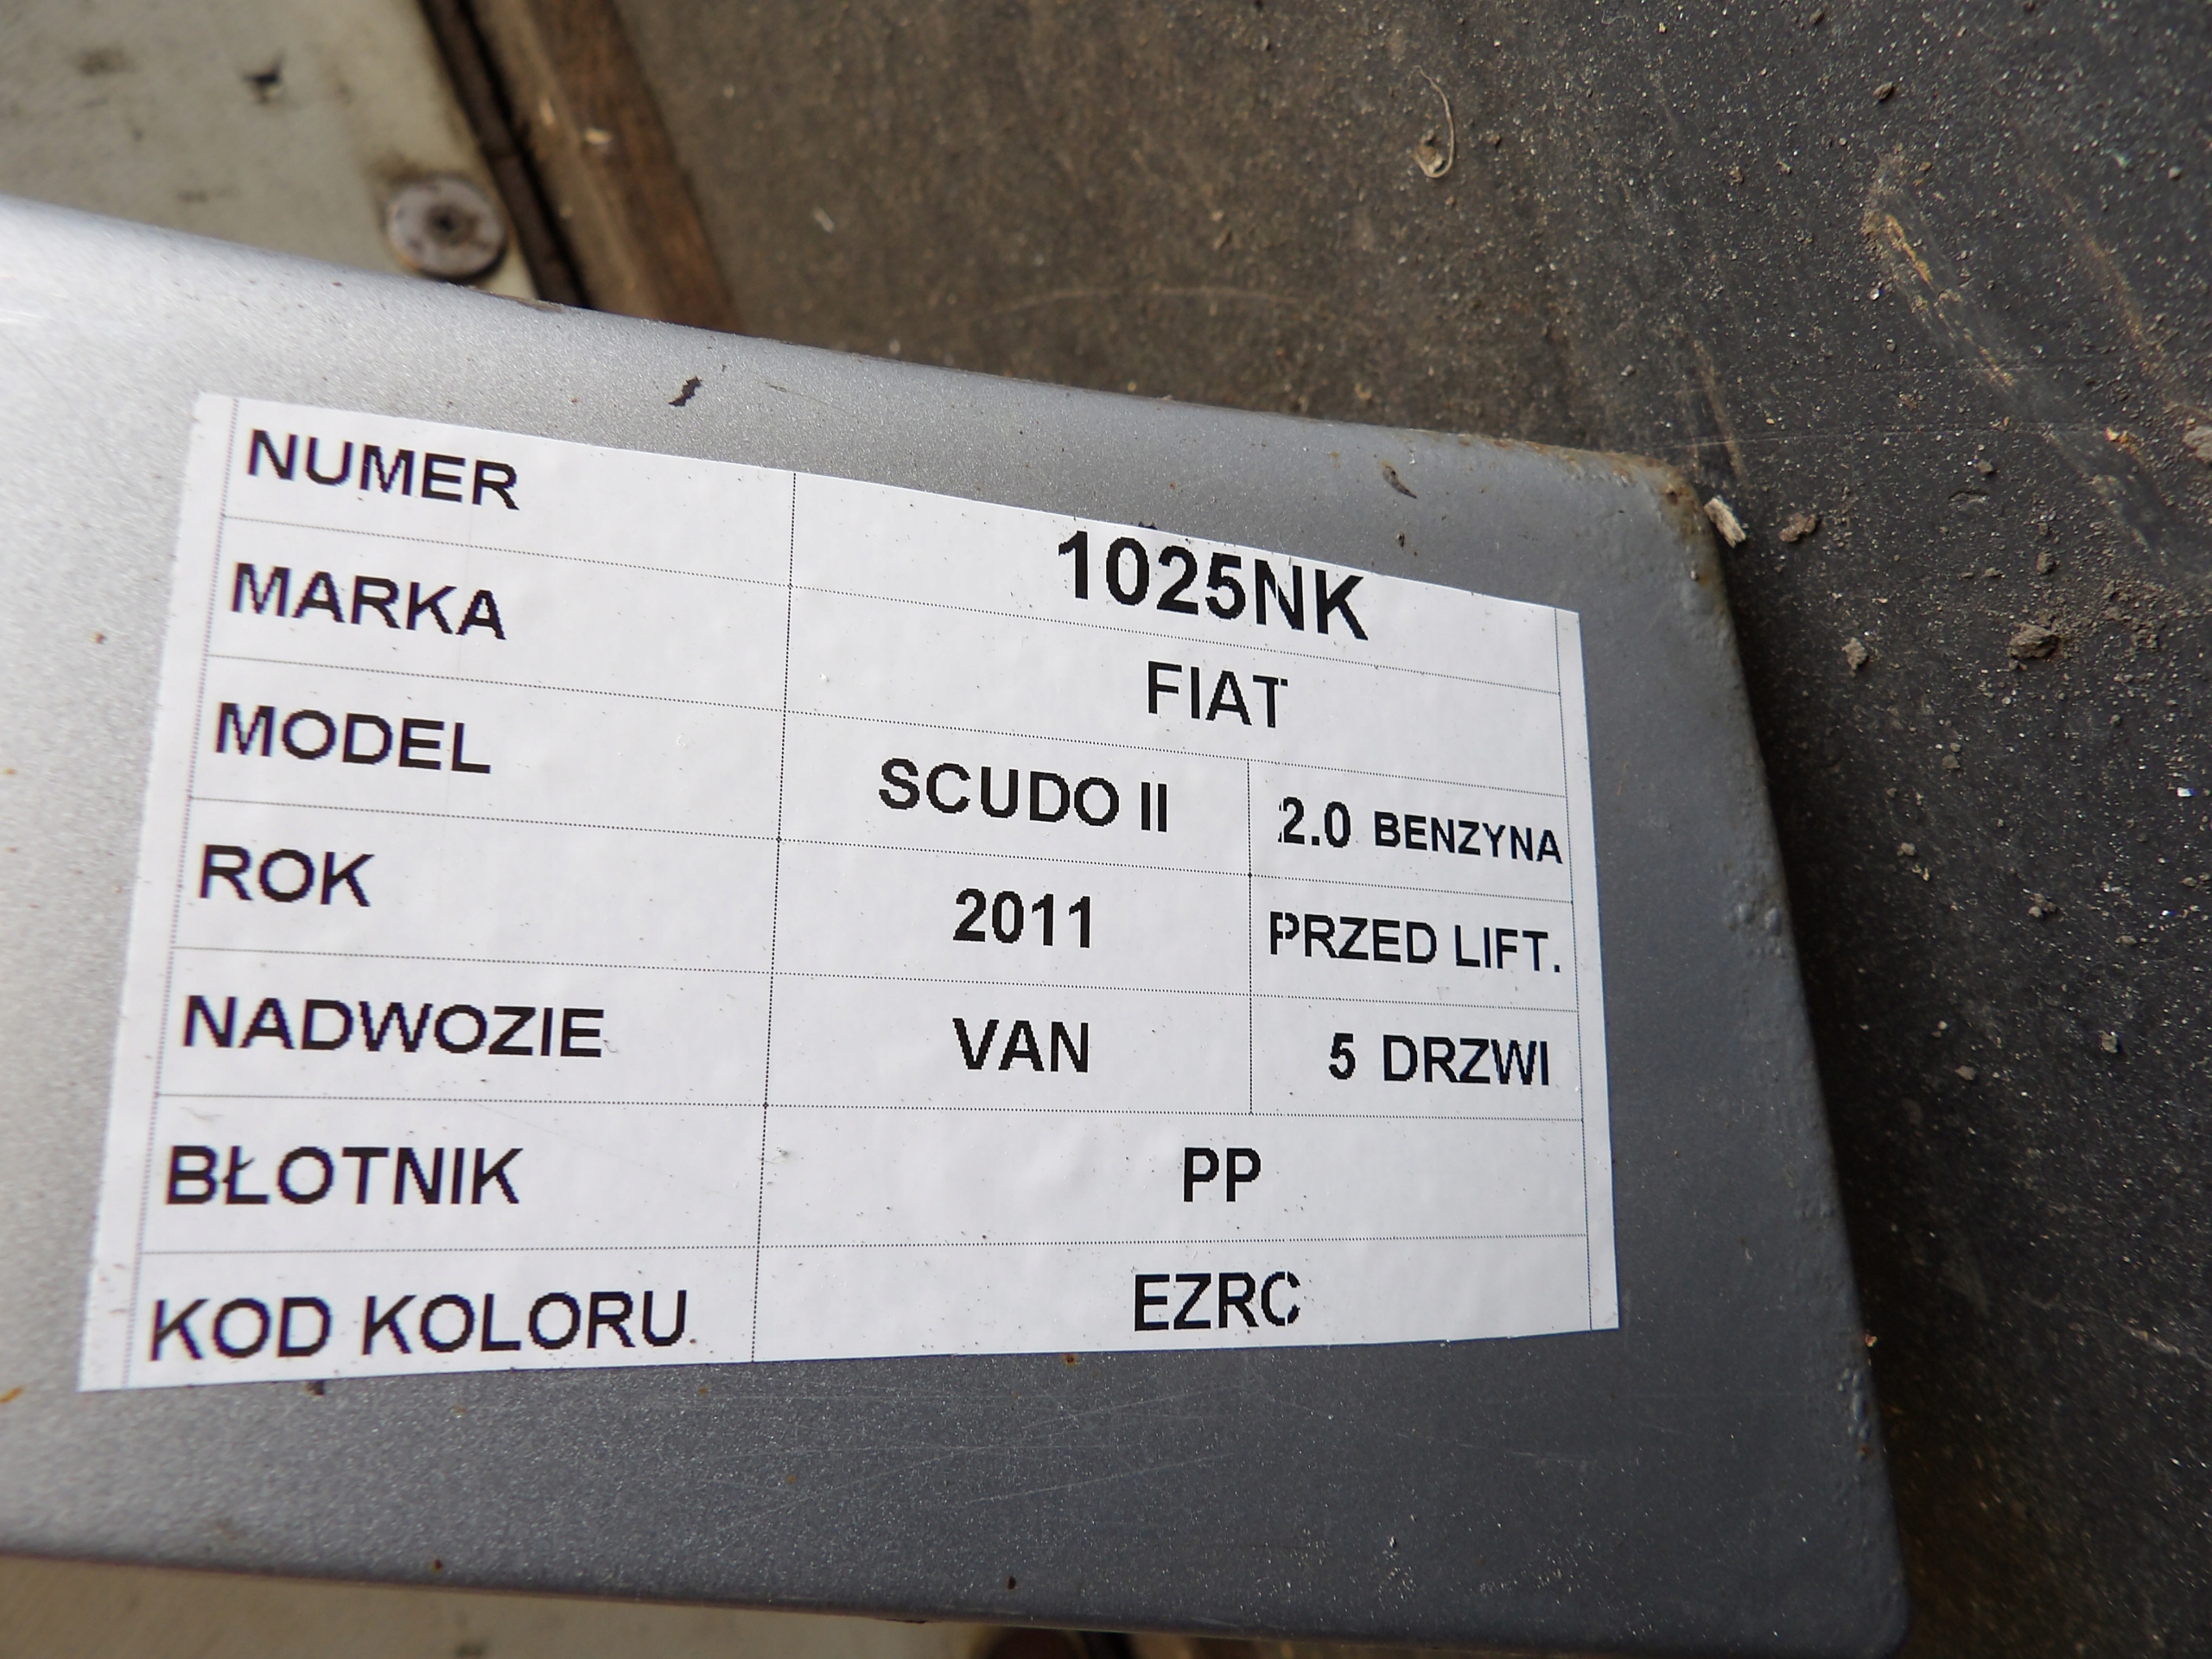 NUMER 1025NK
MARKA FIAT
MODEL SCUDO II 2.0 BENZYNA
ROK 2011 PRZED LIFT.
NADWOZIE VAN 5 DRZWI
BŁOTNIK PP
KOD KOLORU EZRC